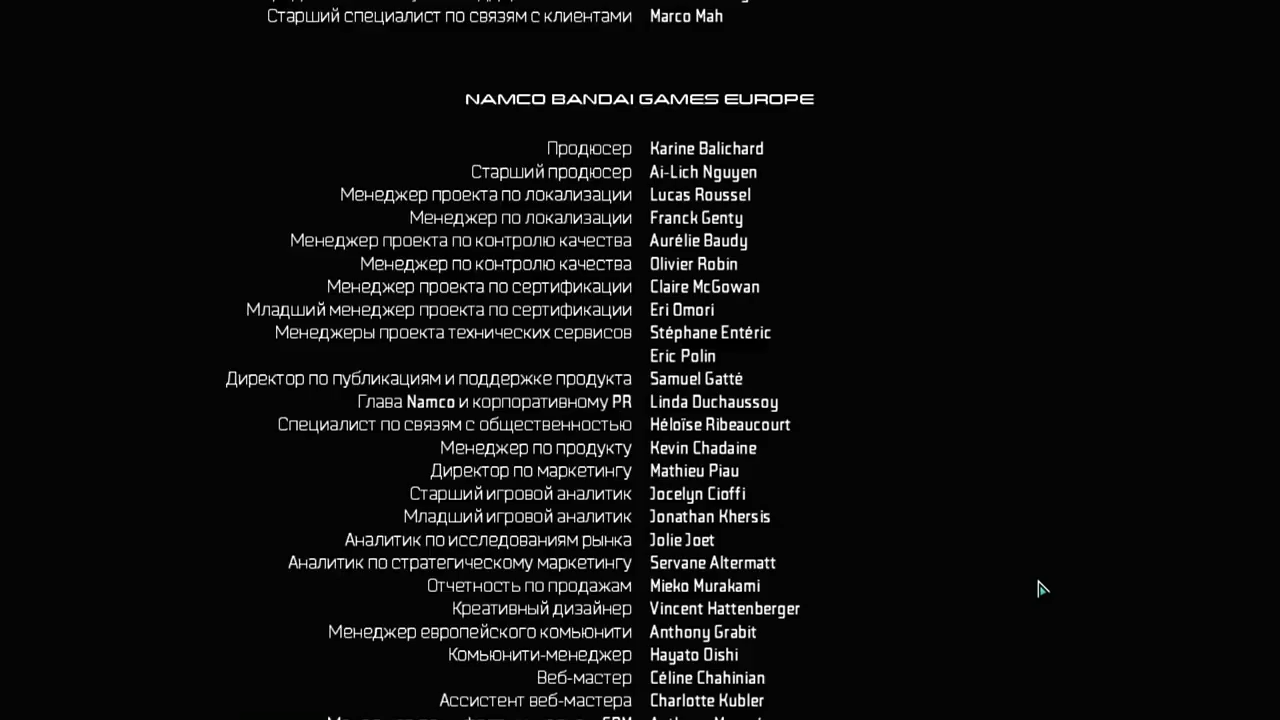 Старший специалист по связям с клиентами Marco Mah
NAMCO BANDAI GAMES EUROPE
Продюсер Karine Balichard
Старший продюсер Ai-Lich Nguyen
Менеджер проекта по локализации Lucas Roussel
Менеджер по локализации Franck Genty
Менеджер проекта по контролю качества Aurélie Baudy
Менеджер по контролю качества Olivier Robin
Менеджер проекта по сертификации Claire McGowan
Младший менеджер проекта по сертификации Eri Omori
Менеджеры проекта технических сервисов Stéphane Entéric
Eric Polin
Директор по публикациям и поддержке продукта Samuel Gatté
Глава Namco и корпоративному PR Linda Duchaussoy
Специалист по связям с общественностью Héloïse Ribeaucourt
Менеджер по продукту Kevin Chadaine
Директор по маркетингу Mathieu Piau
Старший игровой аналитик Jocelyn Cioffi
Младший игровой аналитик Jonathan Khersis
Аналитик по исследованиям рынка Jolie Joet
Аналитик по стратегическому маркетингу Servane Altermatt
Отчетность по продажам Mieko Murakami
Креативный дизайнер Vincent Hattenberger
Менеджер европейского комьюнити Anthony Grabit
Комьюнити-менеджер Hayato Oishi
Веб-мастер Céline Chahinian
Ассистент веб-мастера Charlotte Kubler